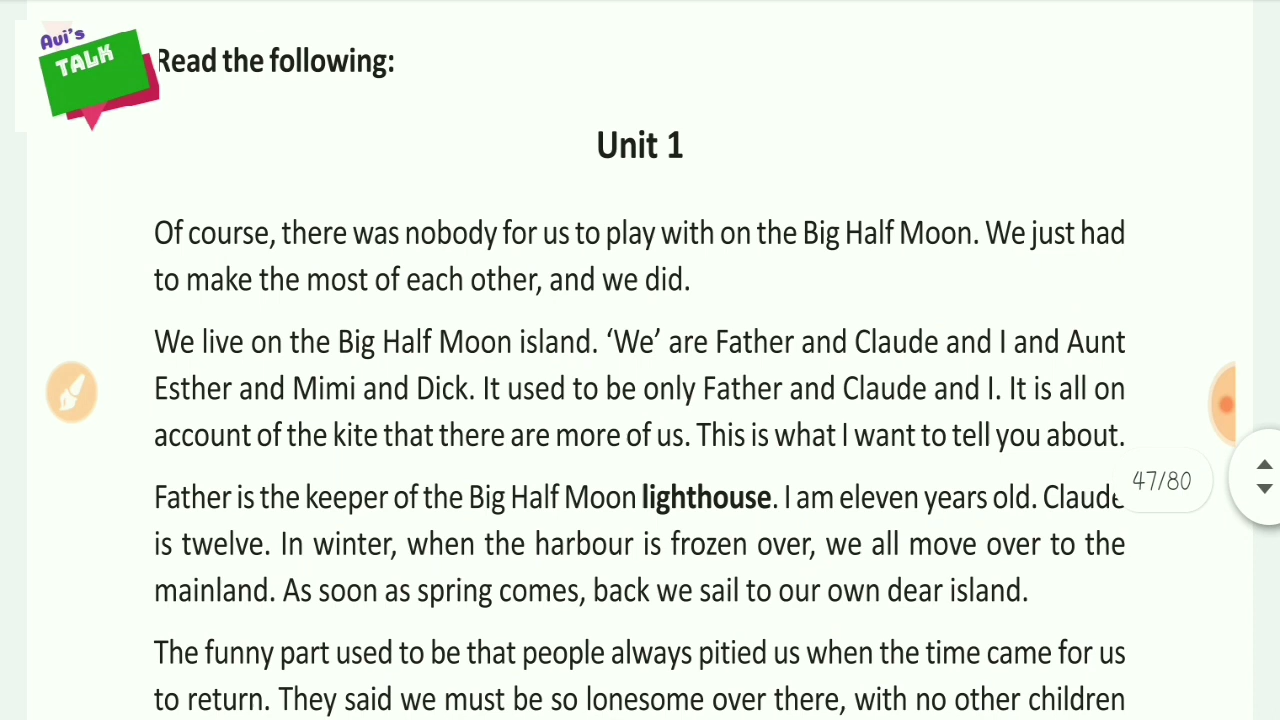 Avi's
TALK
Read the following:
Unit 1
Of course, there was nobody for us to play with on the Big Half Moon. We just had
to make the most of each other, and we did.
We live on the Big Half Moon island. ‘We’ are Father and Claude and I and Aunt
Esther and Mimi and Dick. It used to be only Father and Claude and I. It is all on
account of the kite that there are more of us. This is what I want to tell you about.
Father is the keeper of the Big Half Moon lighthouse. I am eleven years old. Claude
47/80
is twelve. In winter, when the harbour is frozen over, we all move over to the
mainland. As soon as spring comes, back we sail to our own dear island.
The funny part used to be that people always pitied us when the time came for us
to return. They said we must be so lonesome over there, with no other children